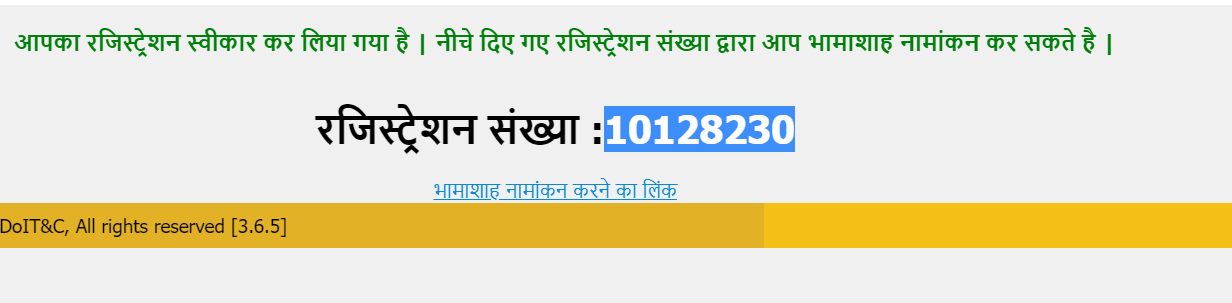 आपका रजिस्ट्रेशन स्वीकार कर लिया गया है | नीचे दिए गए रजिस्ट्रेशन संख्या द्वारा आप भामाशाह नामांकन कर सकते है |
रजिस्ट्रेशन संख्या :10128230
भामाशाह नामांकन करने का लिंक
DoIT&C, All rights reserved [3.6.5]